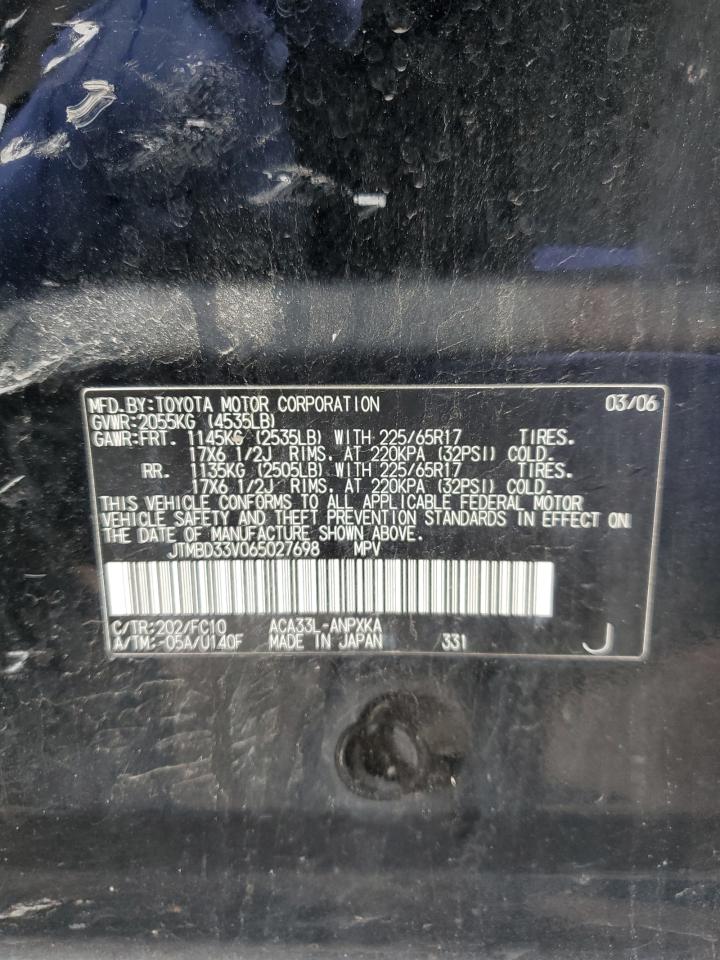 MFD.BY:TOYOTA MOTOR CORPORATION 03/06
GVWR:2055KG (4535LB)
GAWR:FRT. 1145KG (2535LB) WITH 225/65R17 TIRES.
17X6 1/2J RIMS. AT 220KPA (32PSI) COLD.
RR. 1135KG (2505LB) WITH 225/65R17 TIRES.
17X6 1/2J RIMS. AT 220KPA (32PSI) COLD.
THIS VEHICLE CONFORMS TO ALL APPLICABLE FEDERAL MOTOR
VEHICLE SAFETY AND THEFT PREVENTION STANDARDS IN EFFECT ON
THE DATE OF MANUFACTURE SHOWN ABOVE.
JTMBD33V065027698 MPV
C/TR:202/FC10 ACA33L-ANPXKA
A/TM:-05A/U140F MADE IN JAPAN 331 J